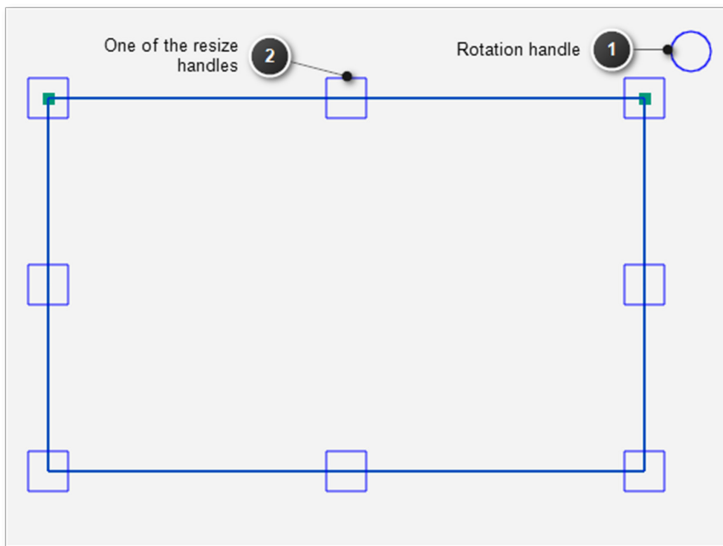 One of the resize
handles
2
Rotation handle
1